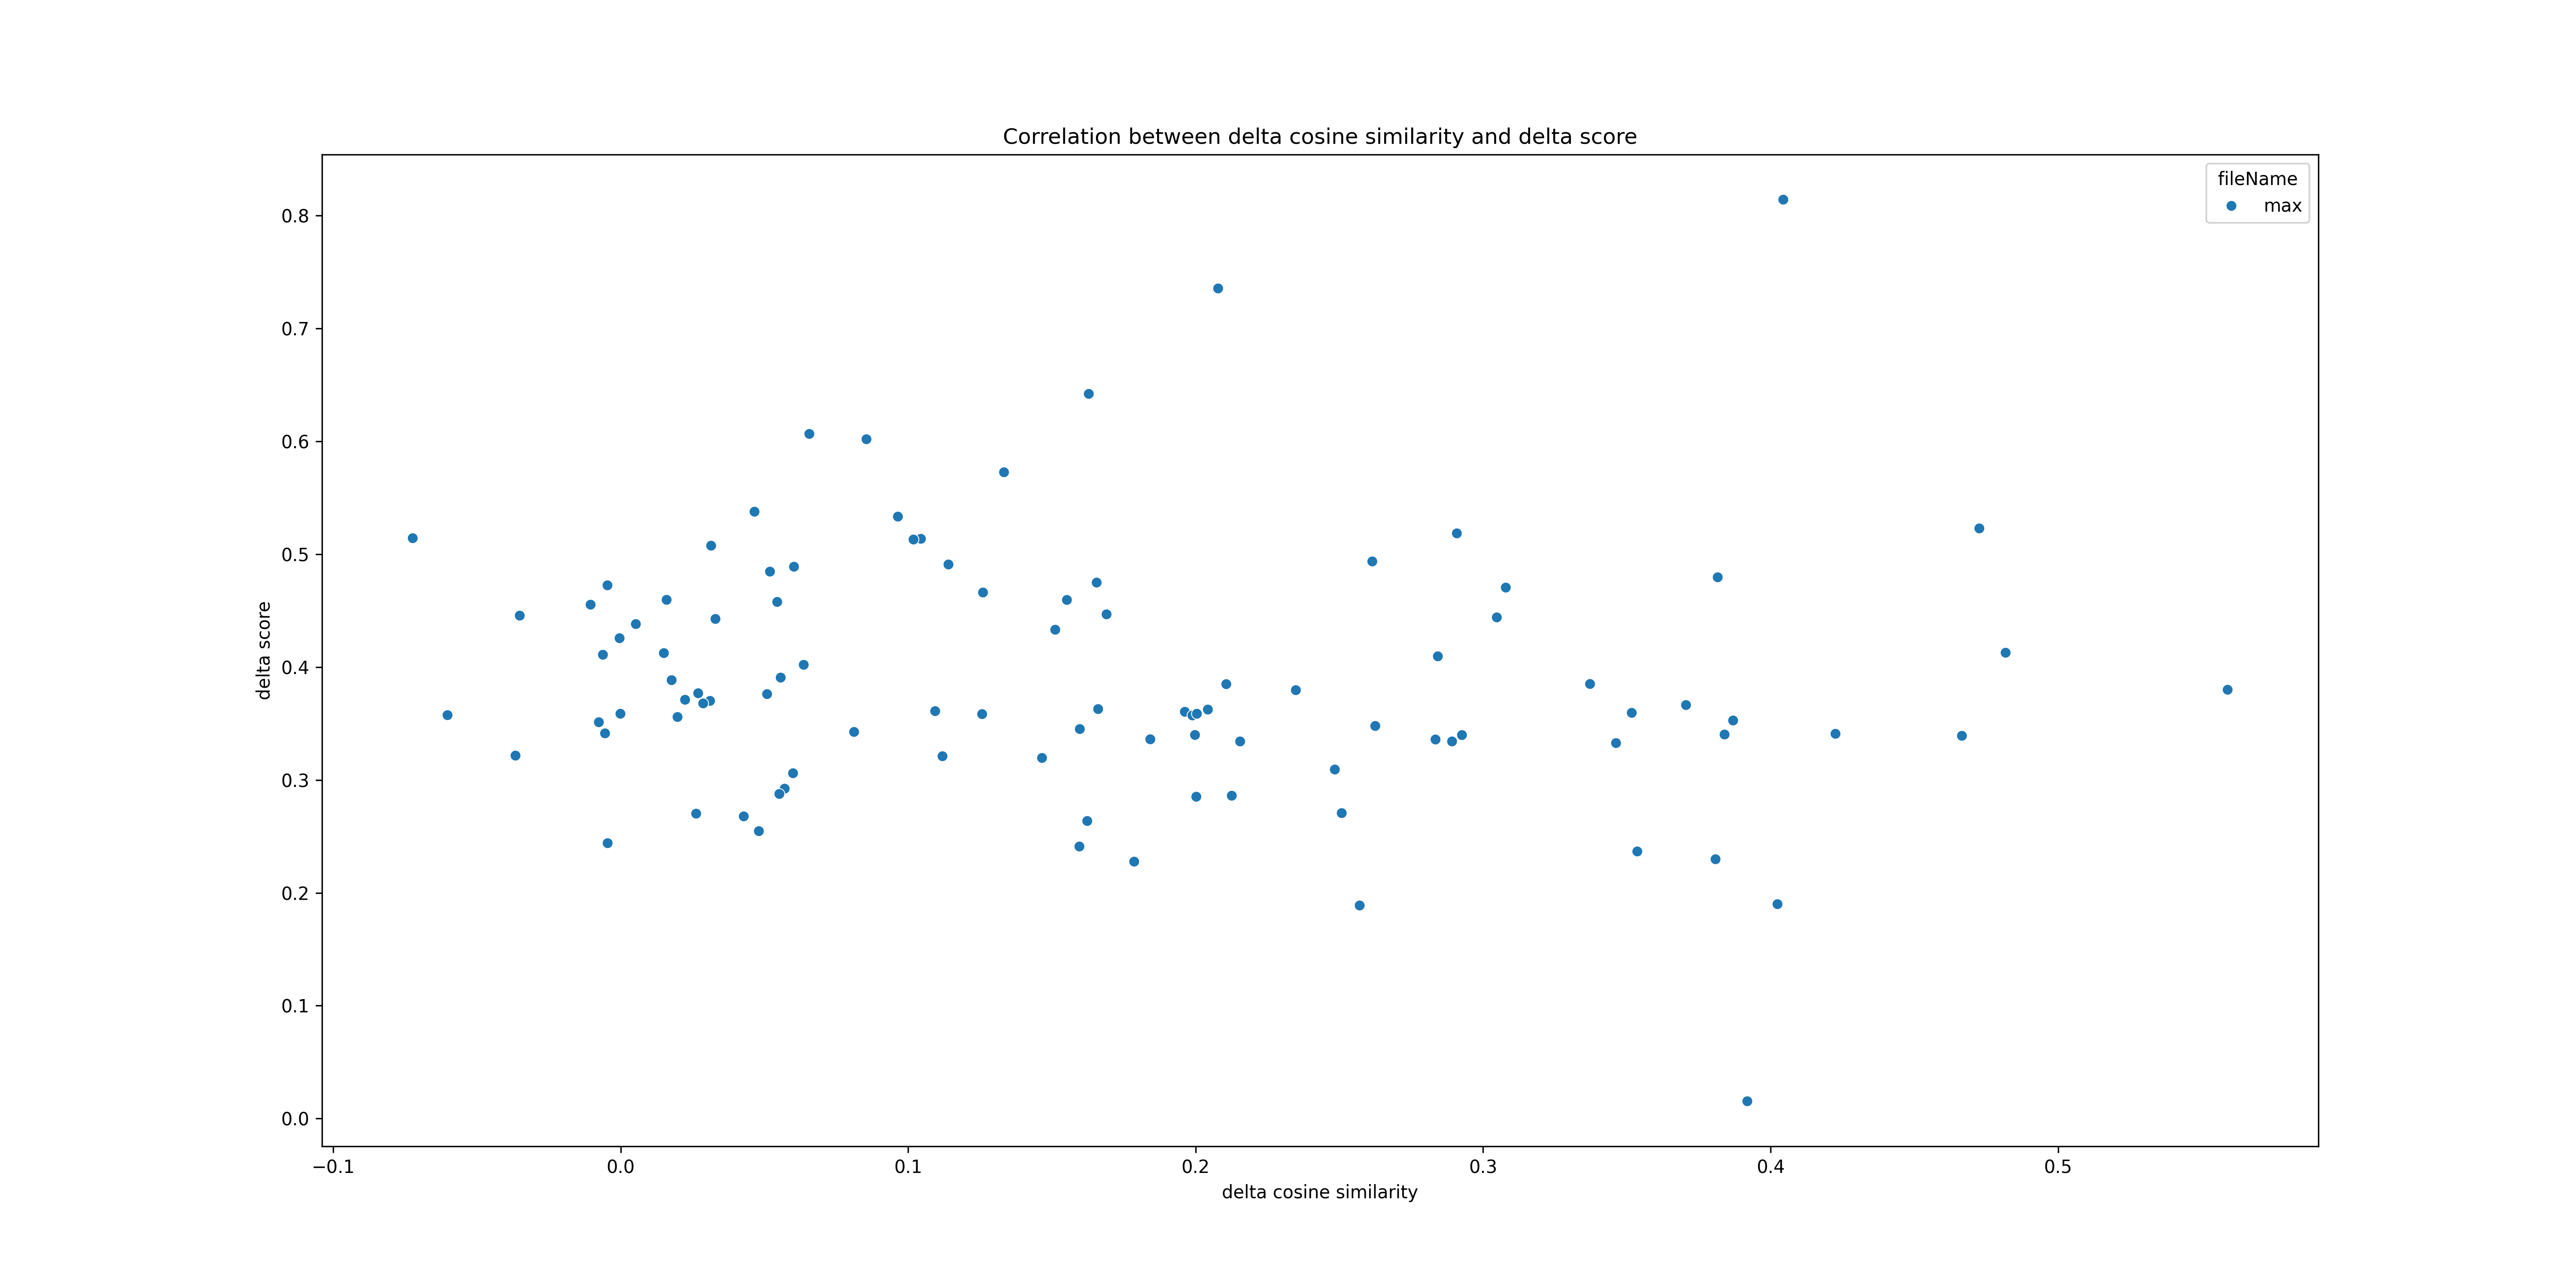 Correlation between delta cosine similarity and delta score
fileName
max
0.8
0.7
0.6
0.5
0.4
0.3
0.2
0.1
0.0
delta score
−0.1 0.0 0.1 0.2 0.3 0.4 0.5
delta cosine similarity